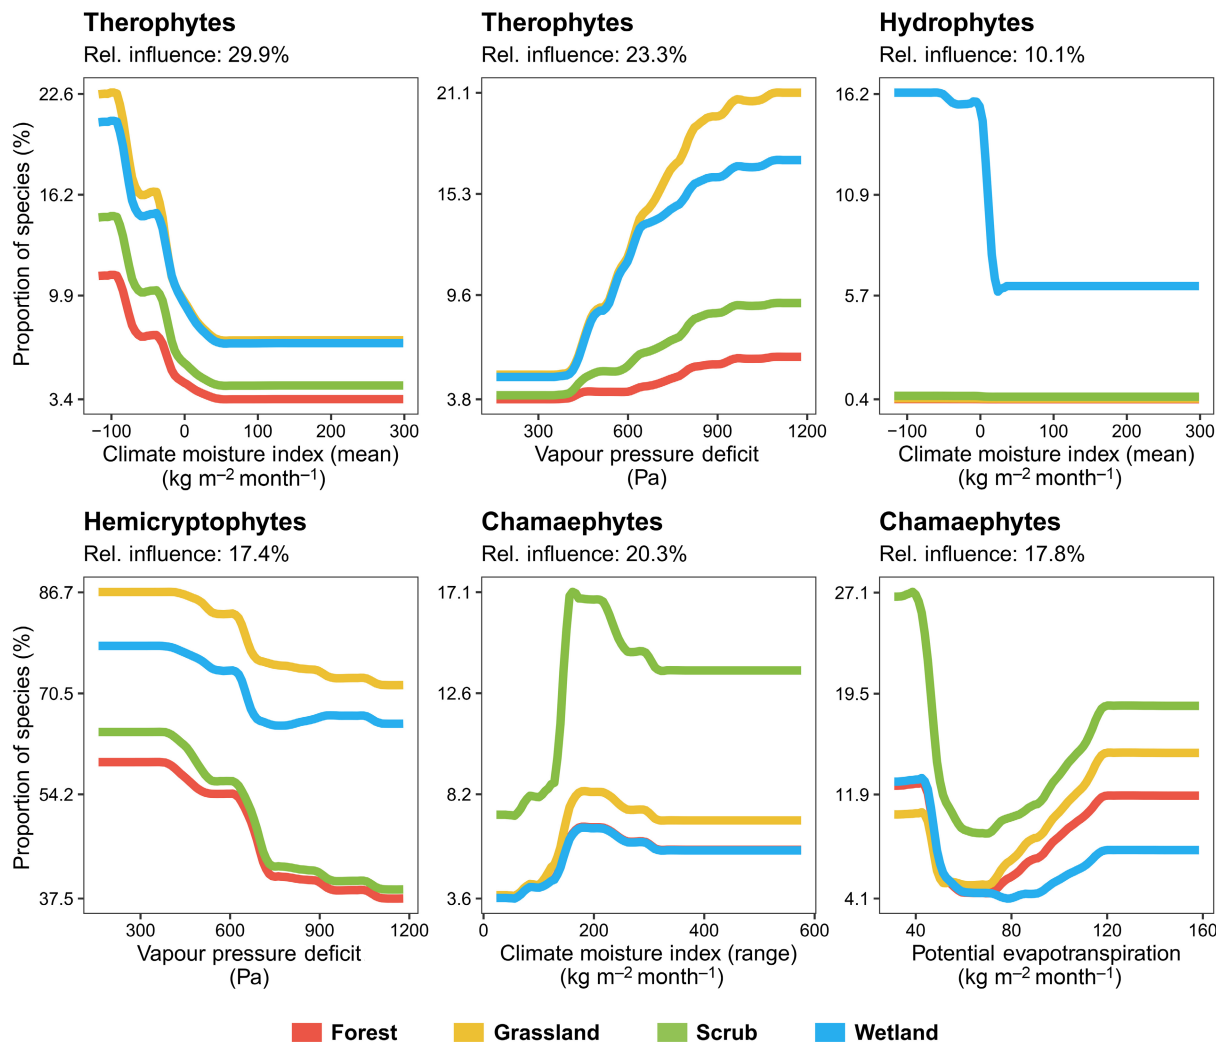 Therophytes
Rel. influence: 29.9%
Therophytes
Rel. influence: 23.3%
Hydrophytes
Rel. influence: 10.1%
Proportion of species (%)
22.6
16.2
9.9
3.4
−100 0 100 200 300
Climate moisture index (mean)
(kg m−2 month−1)
21.1
15.3
9.6
3.8
300 600 900 1200
Vapour pressure deficit
(Pa)
16.2
10.9
5.7
0.4
−100 0 100 200 300
Climate moisture index (mean)
(kg m−2 month−1)
Hemicryptophytes
Rel. influence: 17.4%
Chamaephytes
Rel. influence: 20.3%
Chamaephytes
Rel. influence: 17.8%
Proportion of species (%)
86.7
70.5
54.2
37.5
300 600 900 1200
Vapour pressure deficit
(Pa)
17.1
12.6
8.2
3.6
0 200 400 600
Climate moisture index (range)
(kg m−2 month−1)
27.1
19.5
11.9
4.1
40 80 120 160
Potential evapotranspiration
(kg m−2 month−1)
Forest Grassland Scrub Wetland